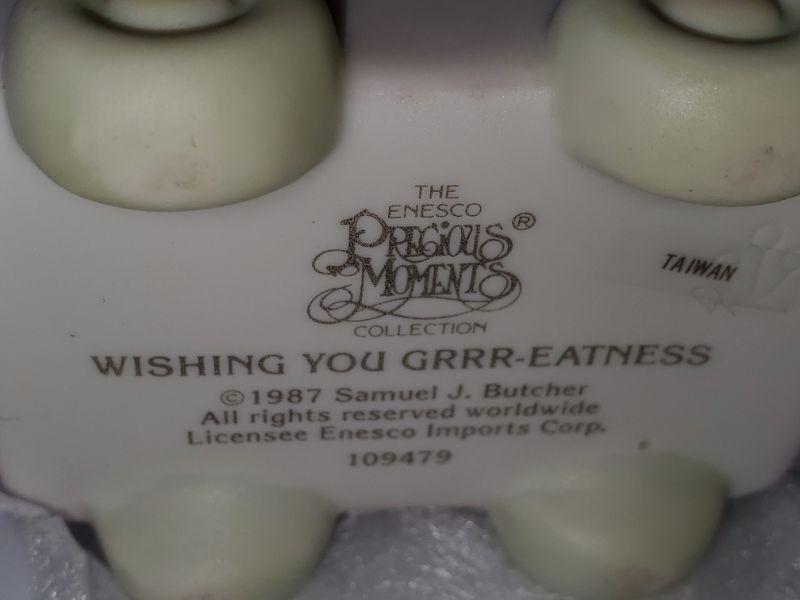 THE
ENESCO
PRECIOUS ®
MOMENTS
COLLECTION
TAIWAN
WISHING YOU GRRR-EATNESS
©1987 Samuel J. Butcher
All rights reserved worldwide
Licensee Enesco Imports Corp.
109479